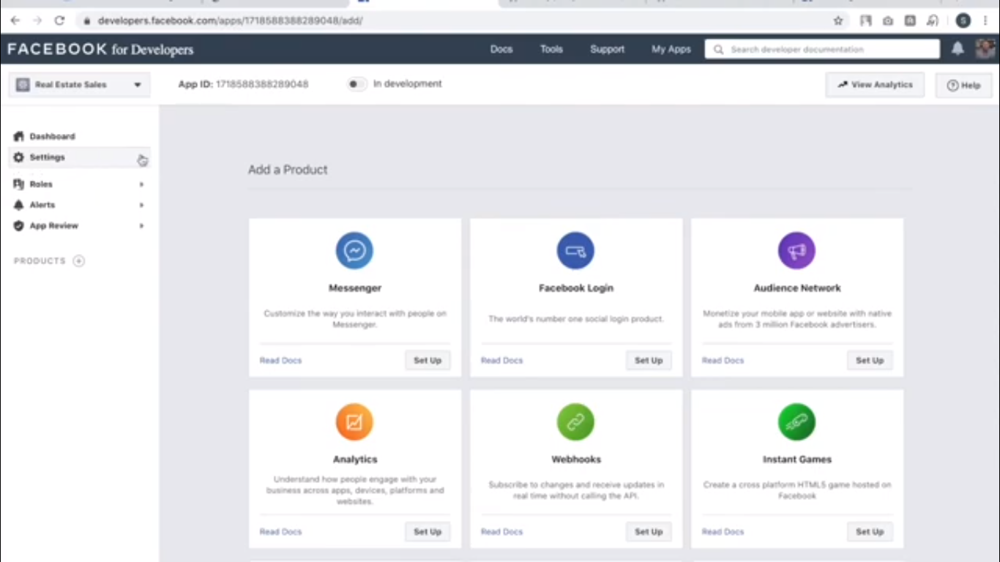 developers.facebook.com/apps/1718588388289048/add/
S
FACEBOOK for Developers
Docs
Tools
Support
My Apps
Search developer documentation
Real Estate Sales
App ID: 1718588388289048
In development
View Analytics
Help
Dashboard
Settings
Roles
Alerts
App Review
PRODUCTS
Add a Product
Messenger
Customize the way you interact with people on
Messenger.
Read Docs
Set Up
Facebook Login
The world's number one social login product.
Read Docs
Set Up
Audience Network
Monetize your mobile app or website with native
ads from 3 million Facebook advertisers.
Read Docs
Set Up
Analytics
Understand how people engage with your
business across apps, devices, platforms and
websites.
Read Docs
Set Up
Webhooks
Subscribe to changes and receive updates in
real time without calling the API.
Read Docs
Set Up
Instant Games
Create a cross platform HTML5 game hosted on
Facebook
Read Docs
Set Up